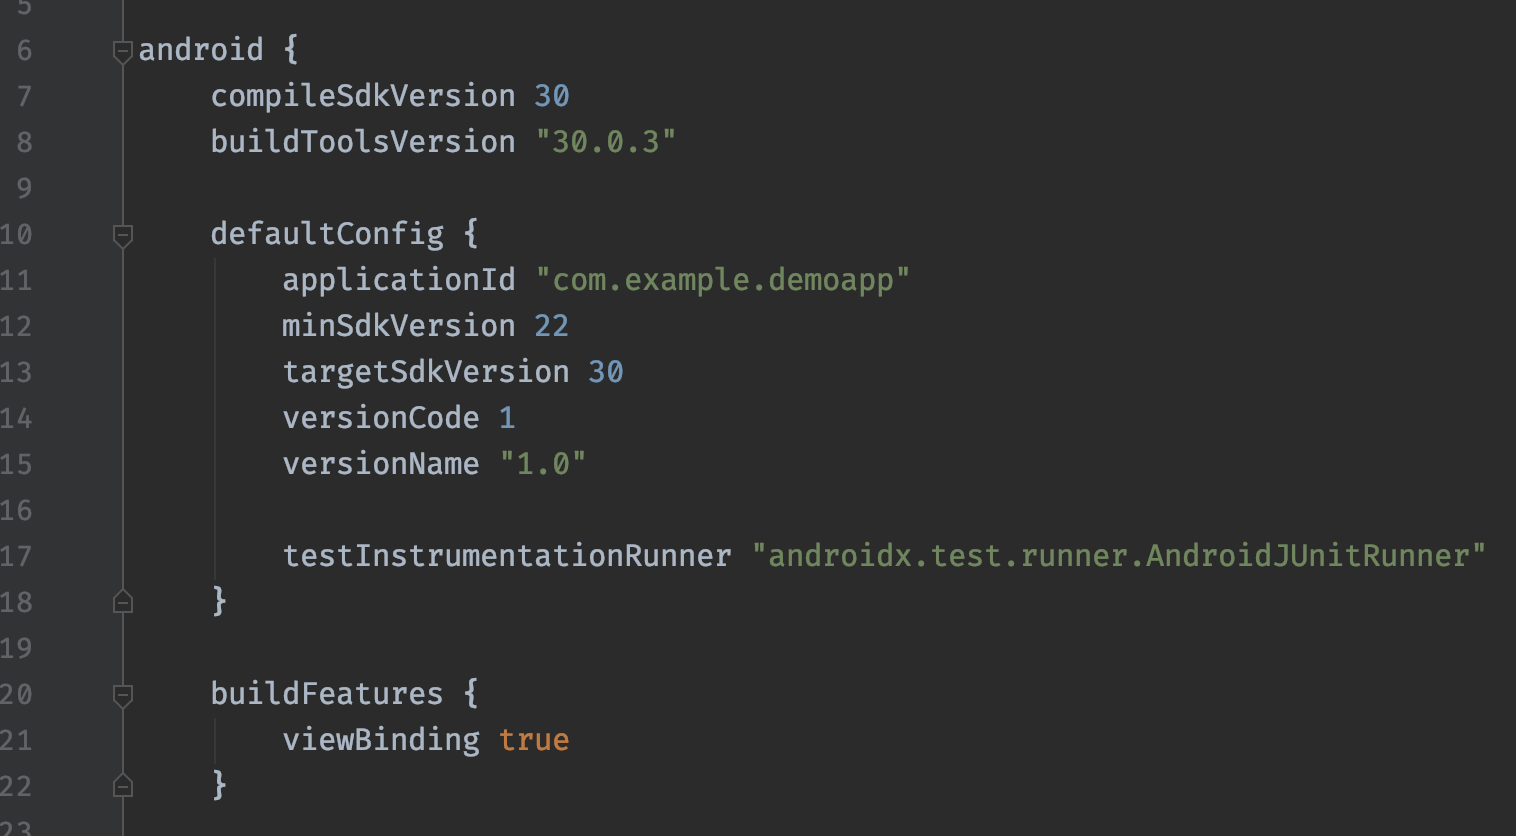 5
6 android {
7 compileSdkVersion 30
8 buildToolsVersion "30.0.3"
9
10 defaultConfig {
11 applicationId "com.example.demoapp"
12 minSdkVersion 22
13 targetSdkVersion 30
14 versionCode 1
15 versionName "1.0"
16
17 testInstrumentationRunner "androidx.test.runner.AndroidJUnitRunner"
18 }
19
20 buildFeatures {
21 viewBinding true
22 }
23